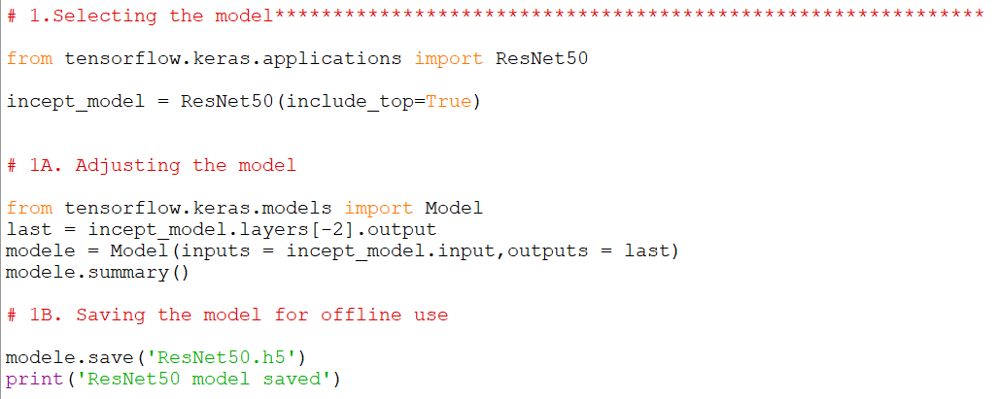 # 1.Selecting the model*************************************************************
from tensorflow.keras.applications import ResNet50
incept_model = ResNet50(include_top=True)
# 1A. Adjusting the model
from tensorflow.keras.models import Model
last = incept_model.layers[-2].output
modele = Model(inputs = incept_model.input,outputs = last)
modele.summary()
# 1B. Saving the model for offline use
modele.save('ResNet50.h5')
print('ResNet50 model saved')